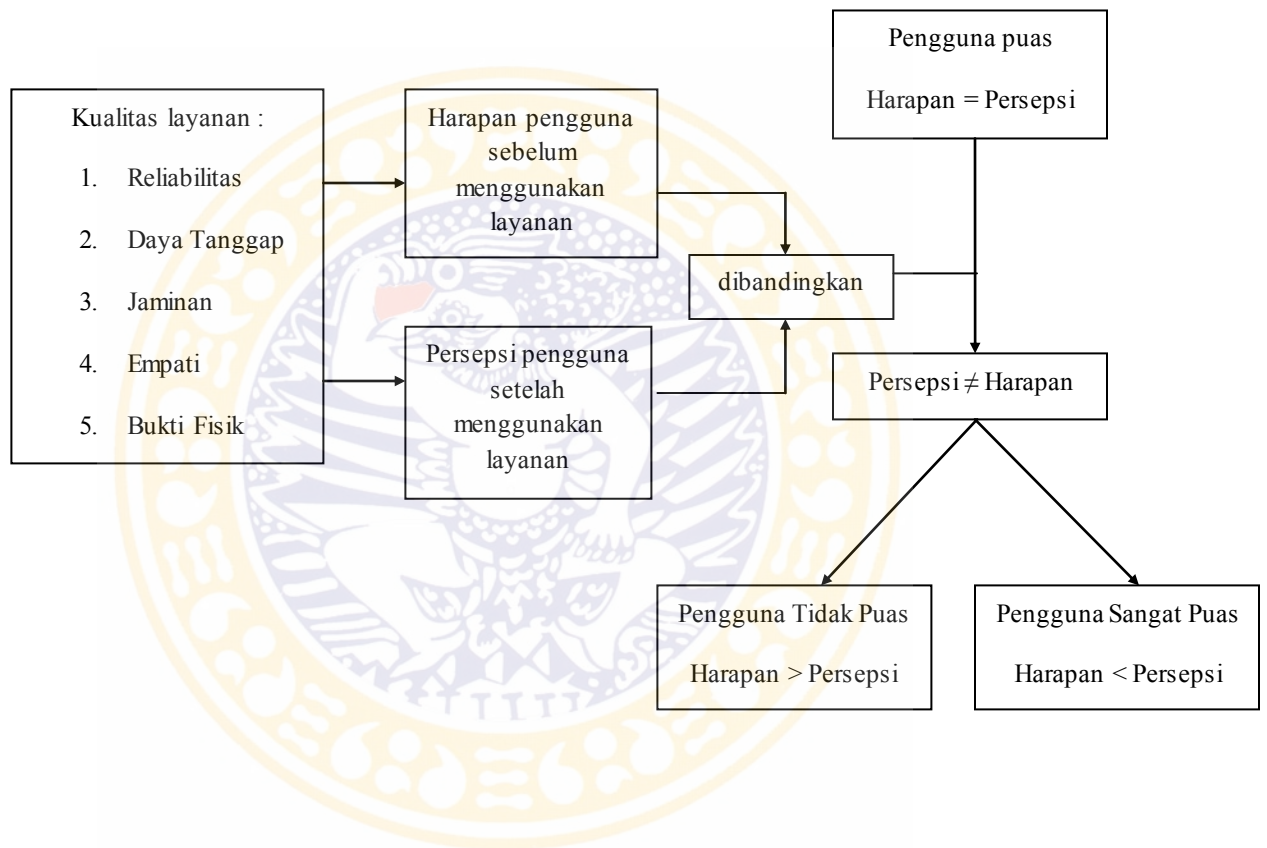 Kualitas layanan :
1. Reliabilitas
2. Daya Tanggap
3. Jaminan
4. Empati
5. Bukti Fisik
Harapan pengguna
sebelum
menggunakan
layanan
Persepsi pengguna
setelah
menggunakan
layanan
dibandingkan
Pengguna puas
Harapan = Persepsi
Persepsi ≠ Harapan
Pengguna Tidak Puas
Harapan > Persepsi
Pengguna Sangat Puas
Harapan < Persepsi